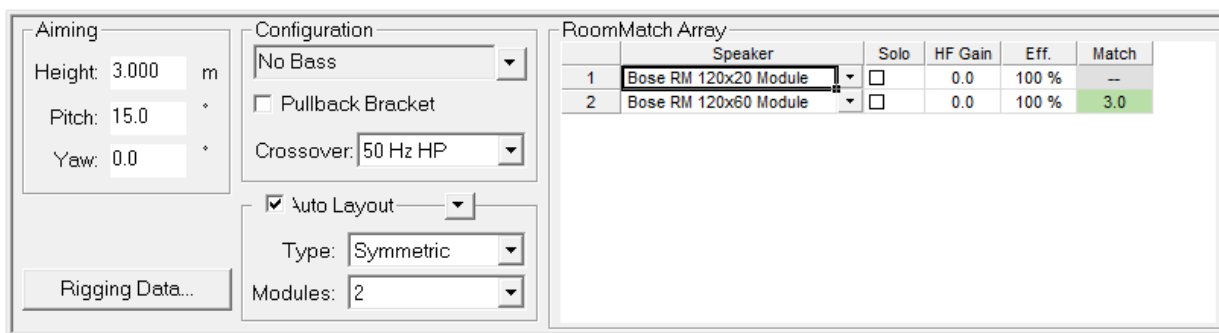 Aiming
Height: 3.000 m
Pitch: 15.0 °
Yaw: 0.0 °
Rigging Data...
Configuration
No Bass
Pullback Bracket
Crossover: 50 Hz HP
Auto Layout
Type: Symmetric
Modules: 2
RoomMatch Array
Speaker Solo HF Gain Eff. Match
1 Bose RM 120x20 Module 0.0 100 % --
2 Bose RM 120x60 Module 0.0 100 % 3.0